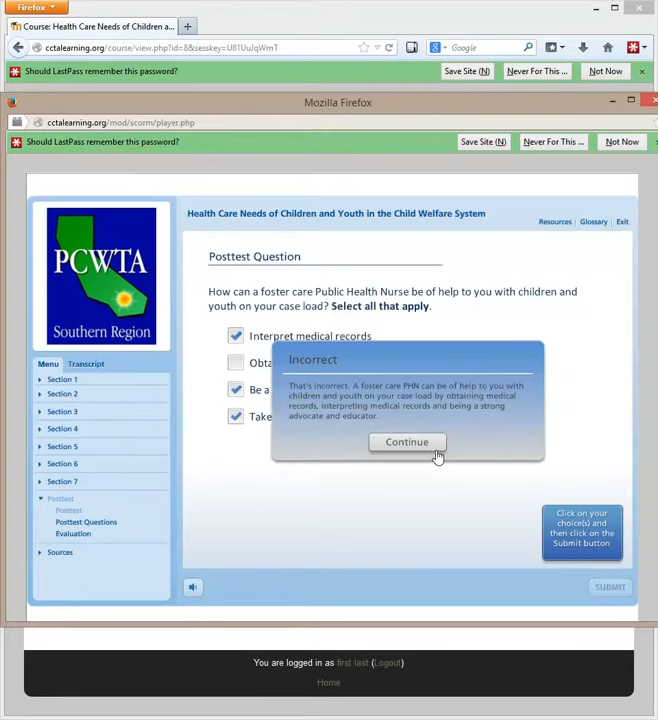 Firefox
Course: Health Care Needs of Children a...
cctalearning.org/course/view.php?id=8&sesskey=U81UuJqWmT
Google
Should LastPass remember this password?
Save Site (N)
Never For This ...
Not Now
Mozilla Firefox
cctalearning.org/mod/scorm/player.php
Should LastPass remember this password?
Save Site (N)
Never For This ...
Not Now
Health Care Needs of Children and Youth in the Child Welfare System
Resources
Glossary
Exit
PCWTA
Southern Region
Menu
Transcript
Section 1
Section 2
Section 3
Section 4
Section 5
Section 6
Section 7
Posttest
Posttest
Posttest Questions
Evaluation
Sources
Posttest Question
How can a foster care Public Health Nurse be of help to you with children and
youth on your case load? Select all that apply.
Interpret medical records
Obta
Be a
Take
Incorrect
That's incorrect. A foster care PHN can be of help to you with
children and youth on your case load by obtaining medical
records, interpreting medical records and being a strong
advocate and educator.
Continue
Click on your
choice(s) and
then click on the
Submit button
SUBMIT
You are logged in as first last (Logout)
Home